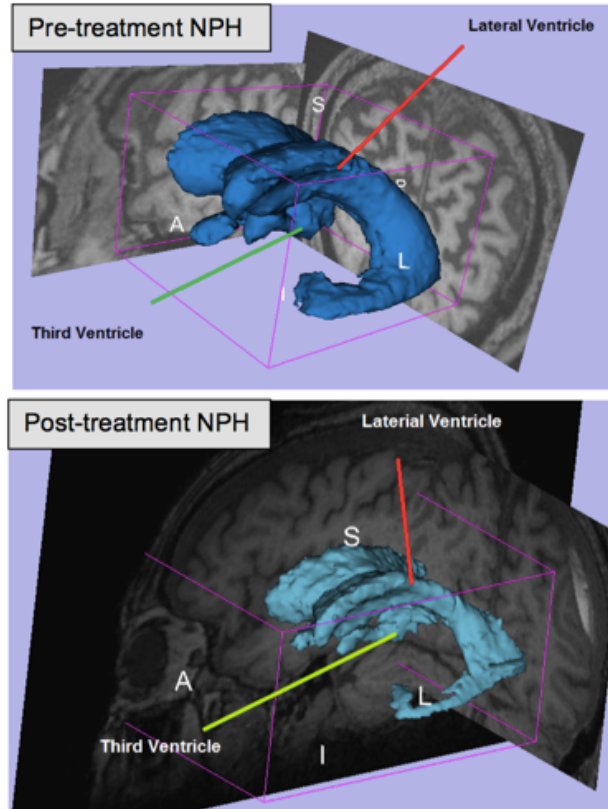 Pre-treatment NPH
Lateral Ventricle
S
P
A
L
I
Third Ventricle
Post-treatment NPH
Laterial Ventricle
S
A
L
Third Ventricle
I